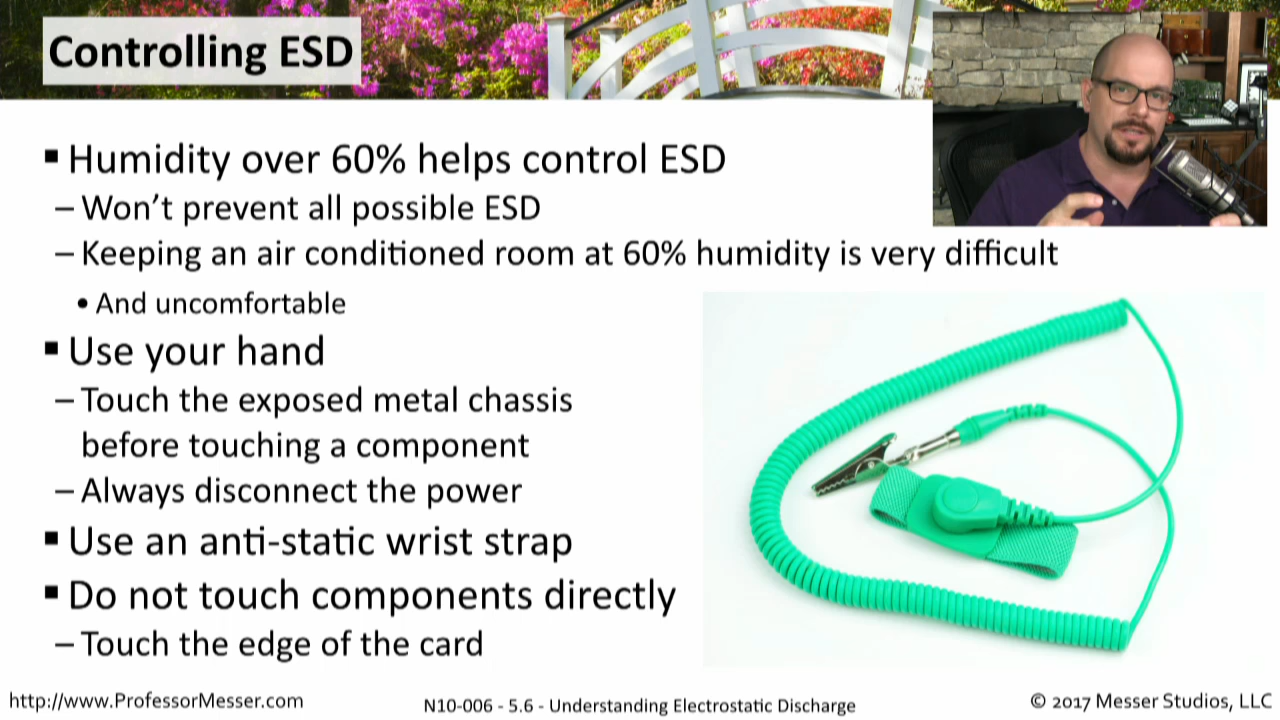 Controlling ESD
▪ Humidity over 60% helps control ESD
– Won't prevent all possible ESD
– Keeping an air conditioned room at 60% humidity is very difficult
• And uncomfortable
▪ Use your hand
– Touch the exposed metal chassis
before touching a component
– Always disconnect the power
▪ Use an anti-static wrist strap
▪ Do not touch components directly
– Touch the edge of the card
http://www.ProfessorMesser.com
N10-006 - 5.6 - Understanding Electrostatic Discharge
© 2017 Messer Studios, LLC